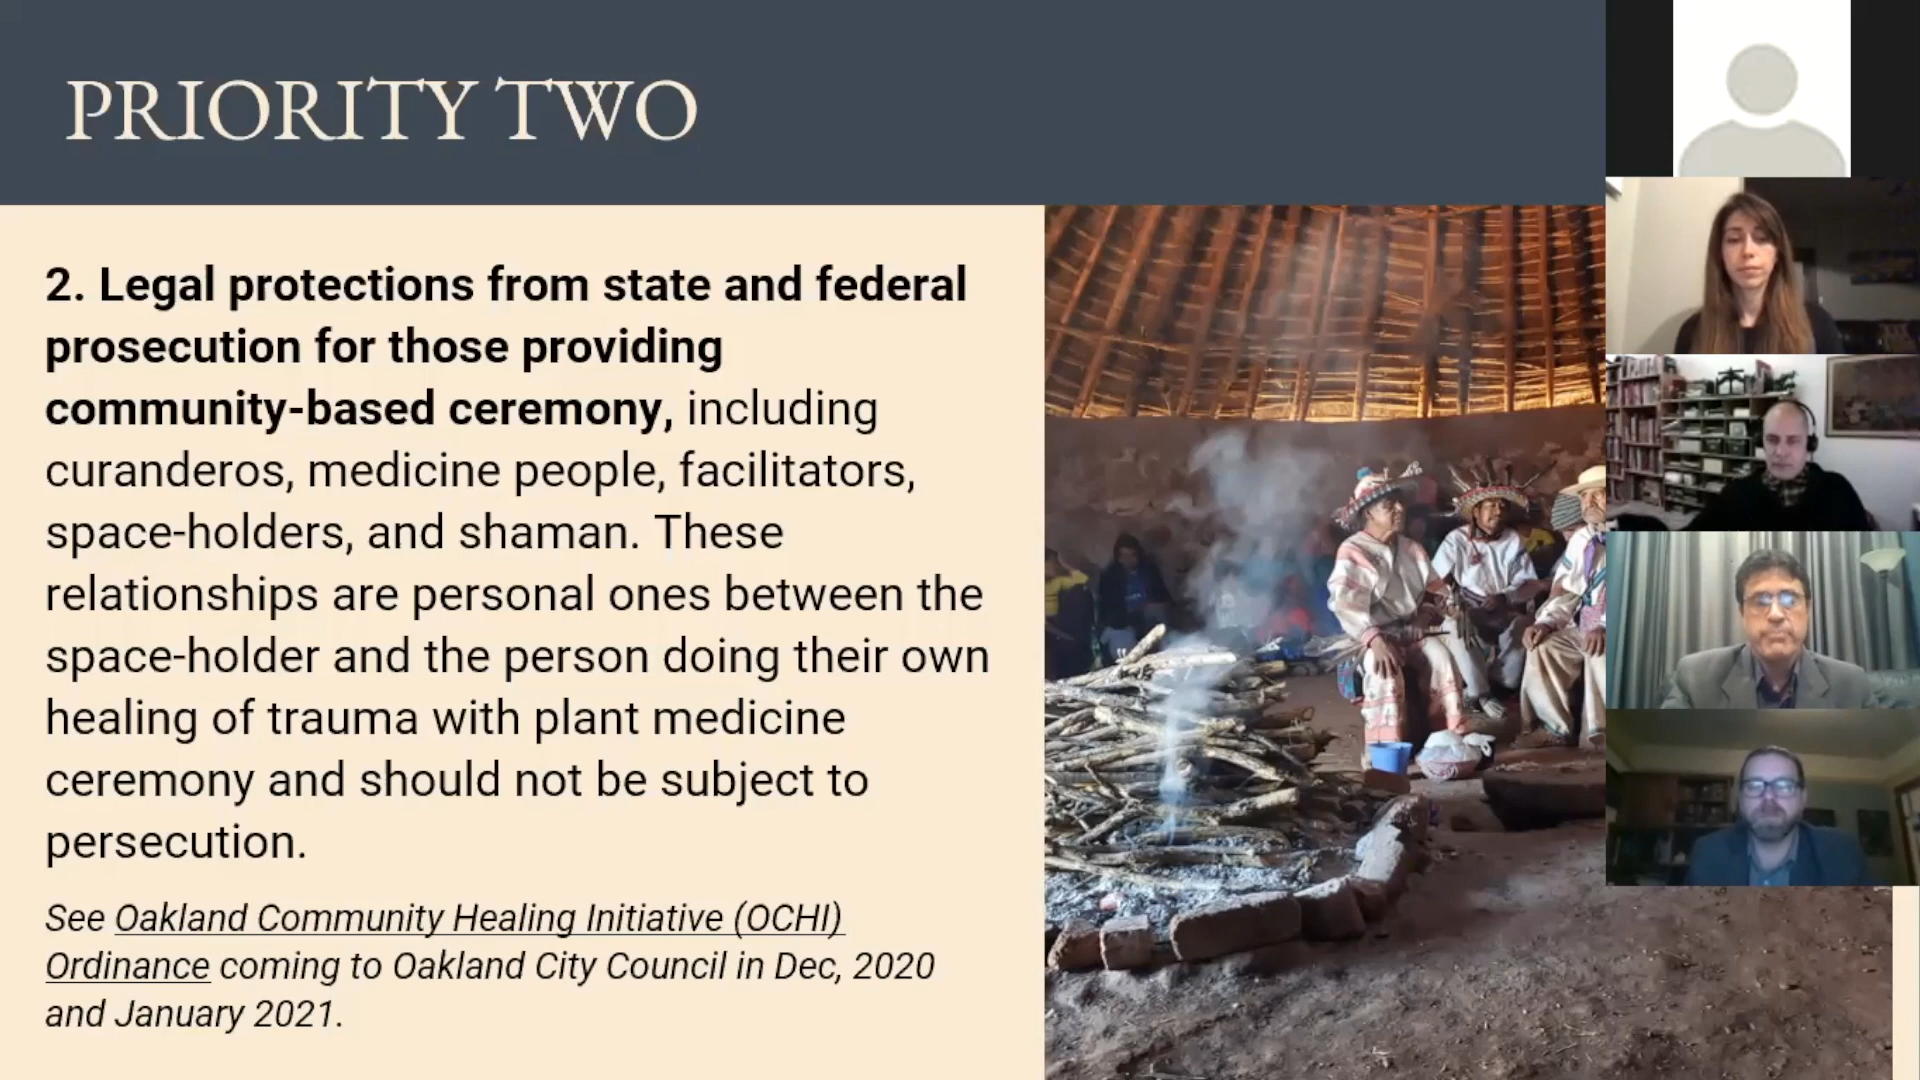 PRIORITY TWO
2. Legal protections from state and federal
prosecution for those providing
community-based ceremony, including
curanderos, medicine people, facilitators,
space-holders, and shaman. These
relationships are personal ones between the
space-holder and the person doing their own
healing of trauma with plant medicine
ceremony and should not be subject to
persecution.
See Oakland Community Healing Initiative (OCHI)
Ordinance coming to Oakland City Council in Dec, 2020
and January 2021.